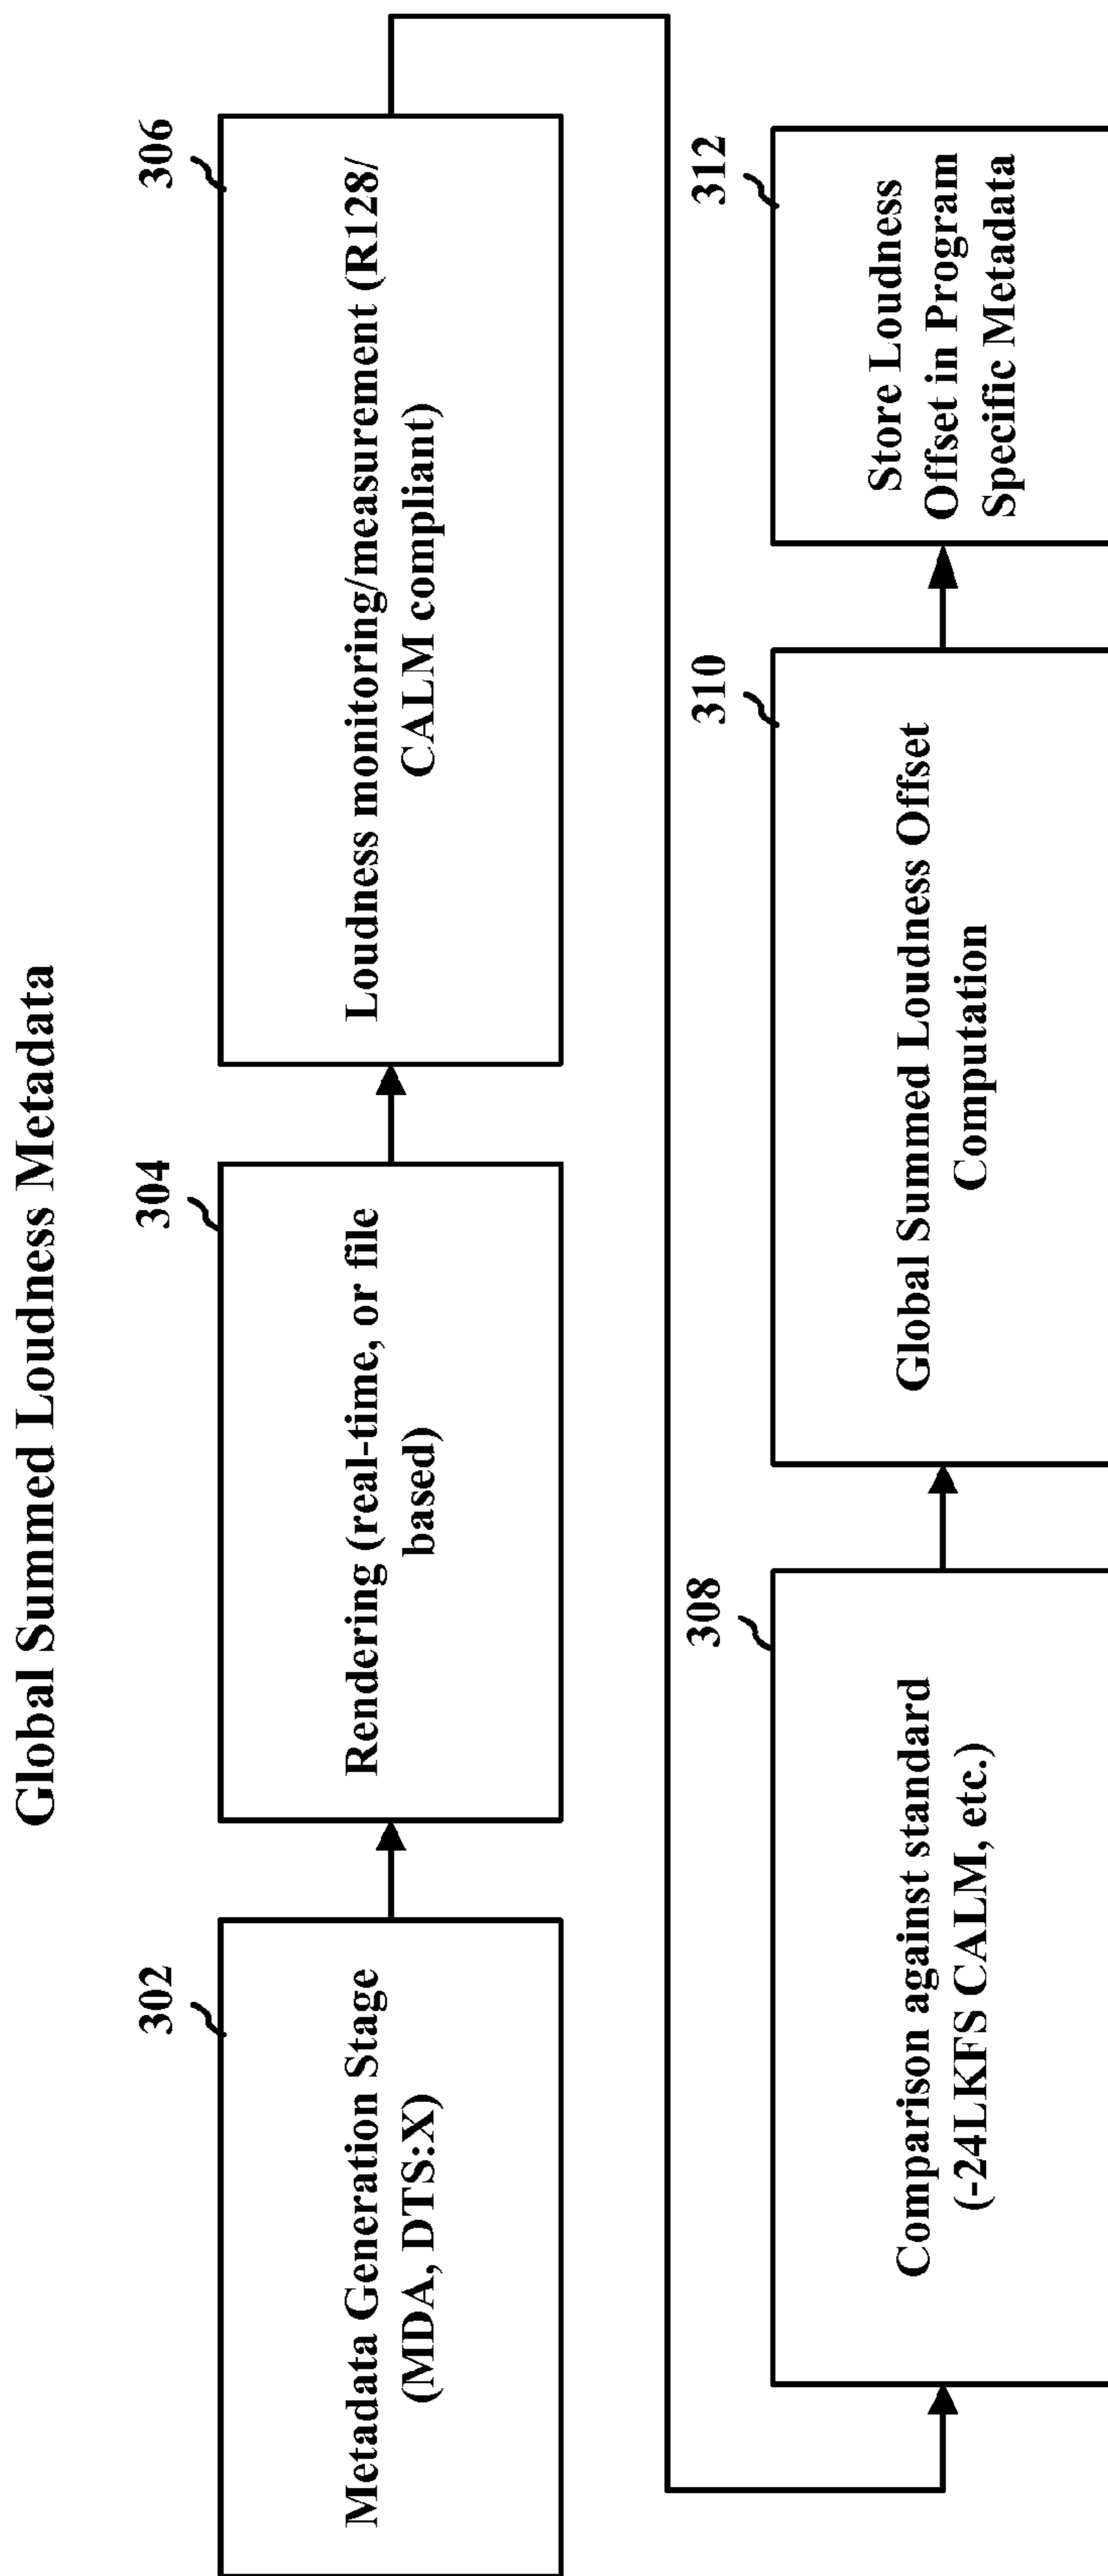 Global Summed Loudness Metadata
302
Metadata Generation Stage
(MDA, DTS:X)
304
Rendering (real-time, or file
based)
306
Loudness monitoring/measurement (R128/
CALM compliant)
308
Comparison against standard
(-24LKFS CALM, etc.)
310
Global Summed Loudness Offset
Computation
312
Store Loudness
Offset in Program
Specific Metadata